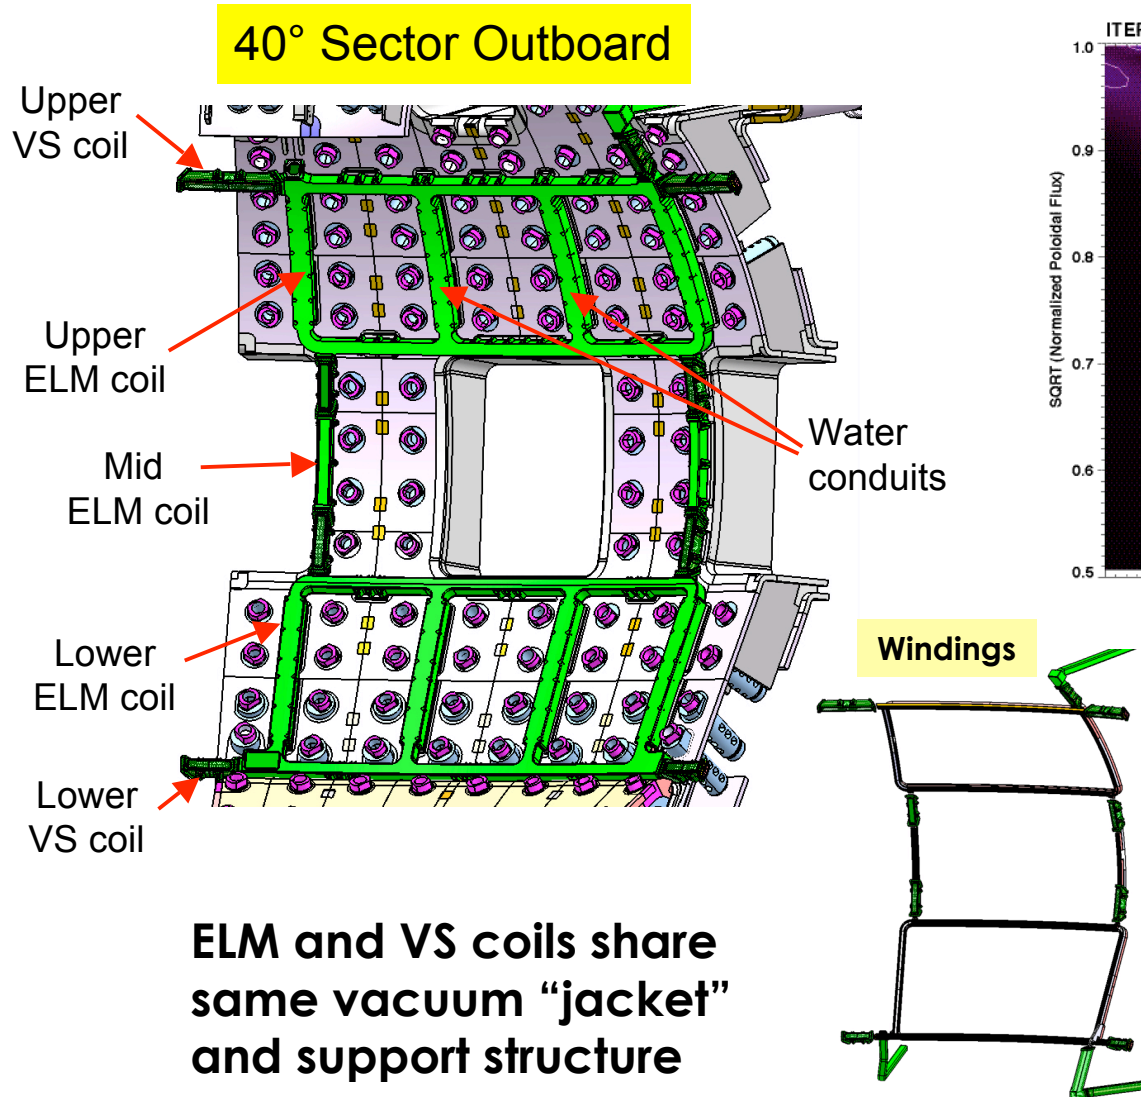 40° Sector Outboard
Upper
VS coil
Upper
ELM coil
Mid
ELM coil
Lower
ELM coil
Lower
VS coil
Water
conduits
ELM and VS coils share
same vacuum “jacket”
and support structure
ITER
1.0
0.9
0.8
0.7
0.6
0.5
SQRT (Normalized Poloidal Flux)
Windings